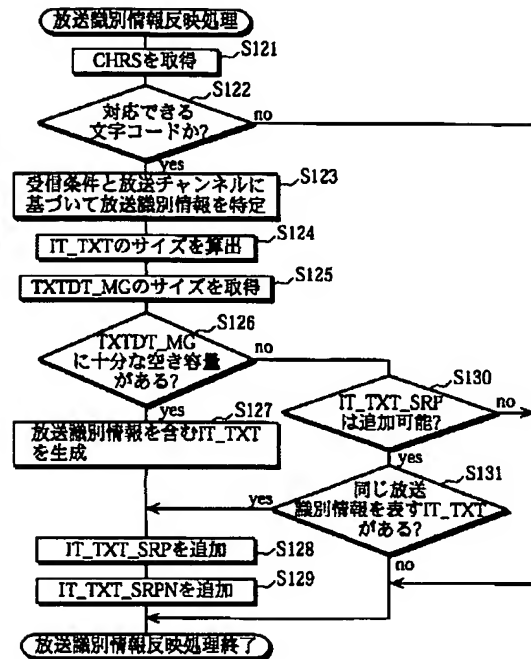 放送識別情報反映処理
S121
CHRSを取得
S122
対応できる
文字コードか?
no
yes
S123
受信条件と放送チャンネルに
基づいて放送識別情報を特定
S124
IT_TXTのサイズを算出
S125
TXTDT_MGのサイズを取得
S126
TXTDT_MG
に十分な空き容量
がある?
no
yes
S130
IT_TXT_SRP
は追加可能?
no
yes
S127
放送識別情報を含むIT_TXT
を生成
S131
同じ放送
識別情報を表すIT_TXT
がある?
yes
no
S128
IT_TXT_SRPを追加
S129
IT_TXT_SRPNを追加
放送識別情報反映処理終了